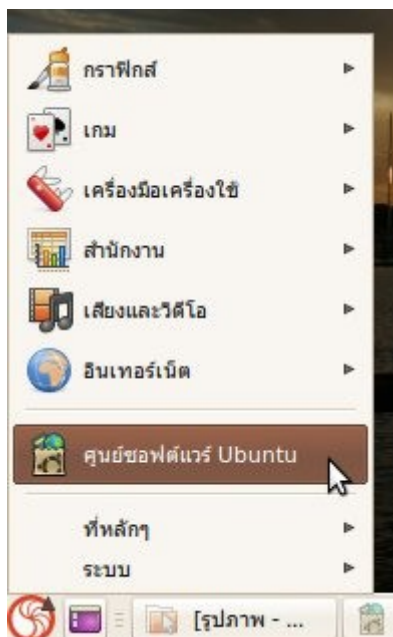 กราฟิกส์
เกม
เครื่องมือเครื่องใช้
สำนักงาน
เสียงและวิดีโอ
อินเทอร์เน็ต
ศูนย์ซอฟต์แวร์ Ubuntu
ที่หลักๆ
ระบบ
[รูปภาพ - ...